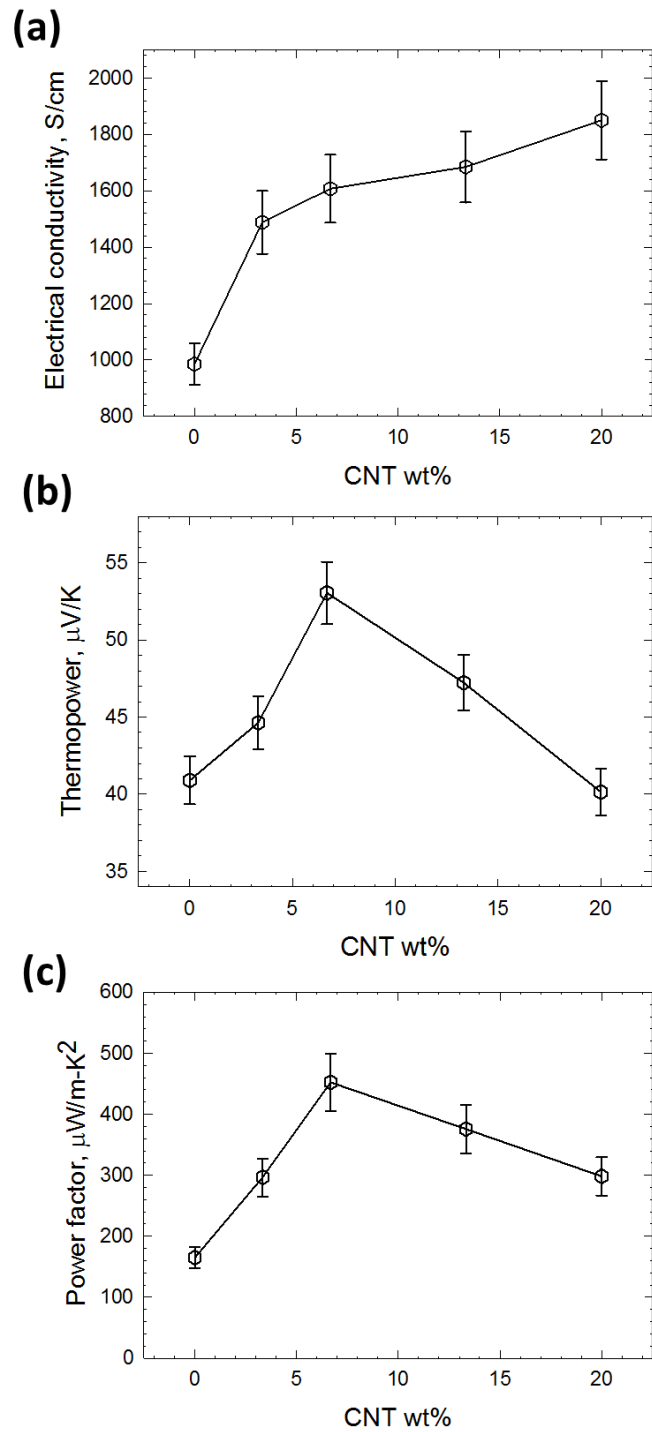 (a)
Electrical conductivity, S/cm
2000
1800
1600
1400
1200
1000
800
0 5 10 15 20
CNT wt%
(b)
Thermopower, μV/K
55
50
45
40
35
0 5 10 15 20
CNT wt%
(c)
Power factor, μW/m-K²
600
500
400
300
200
100
0
0 5 10 15 20
CNT wt%